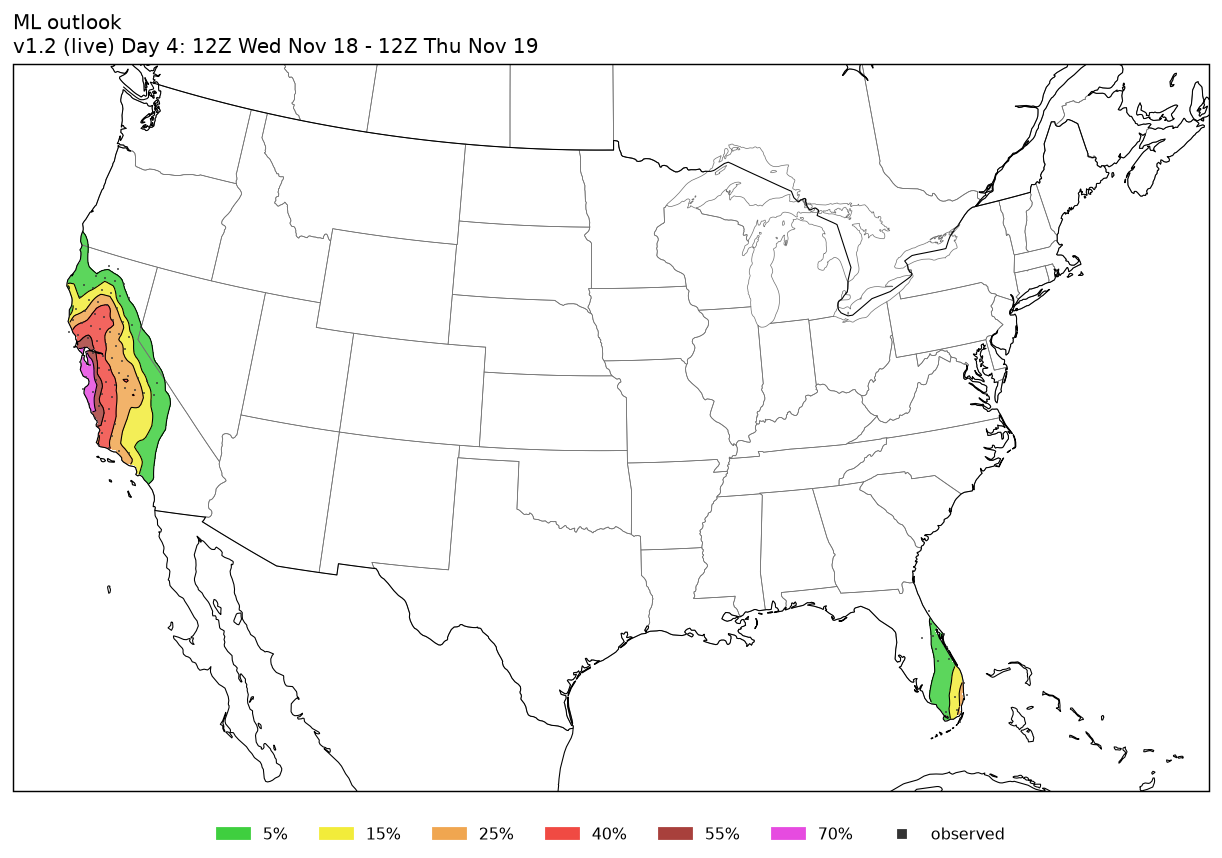 ML outlook
v1.2 (live) Day 4: 12Z Wed Nov 18 - 12Z Thu Nov 19
5% 15% 25% 40% 55% 70% observed